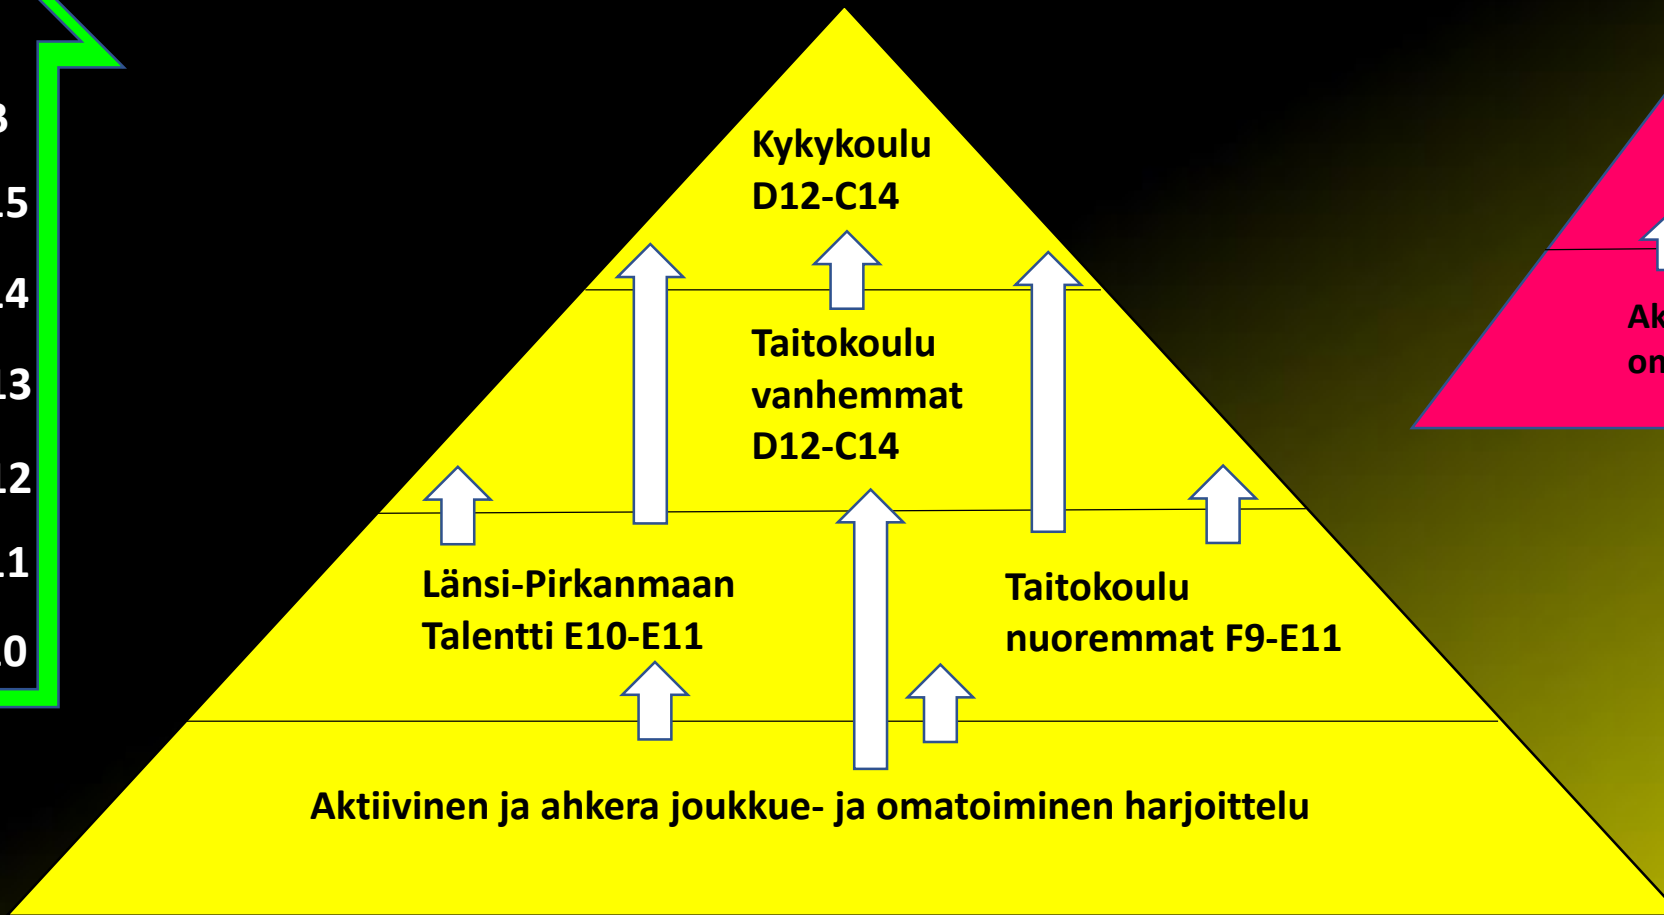 Kykykoulu
D12-C14
Taitokoulu
vanhemmat
D12-C14
Länsi-Pirkanmaan
Talentti E10-E11
Taitokoulu
nuoremmat F9-E11
Aktiivinen ja ahkera joukkue- ja omatoiminen harjoittelu